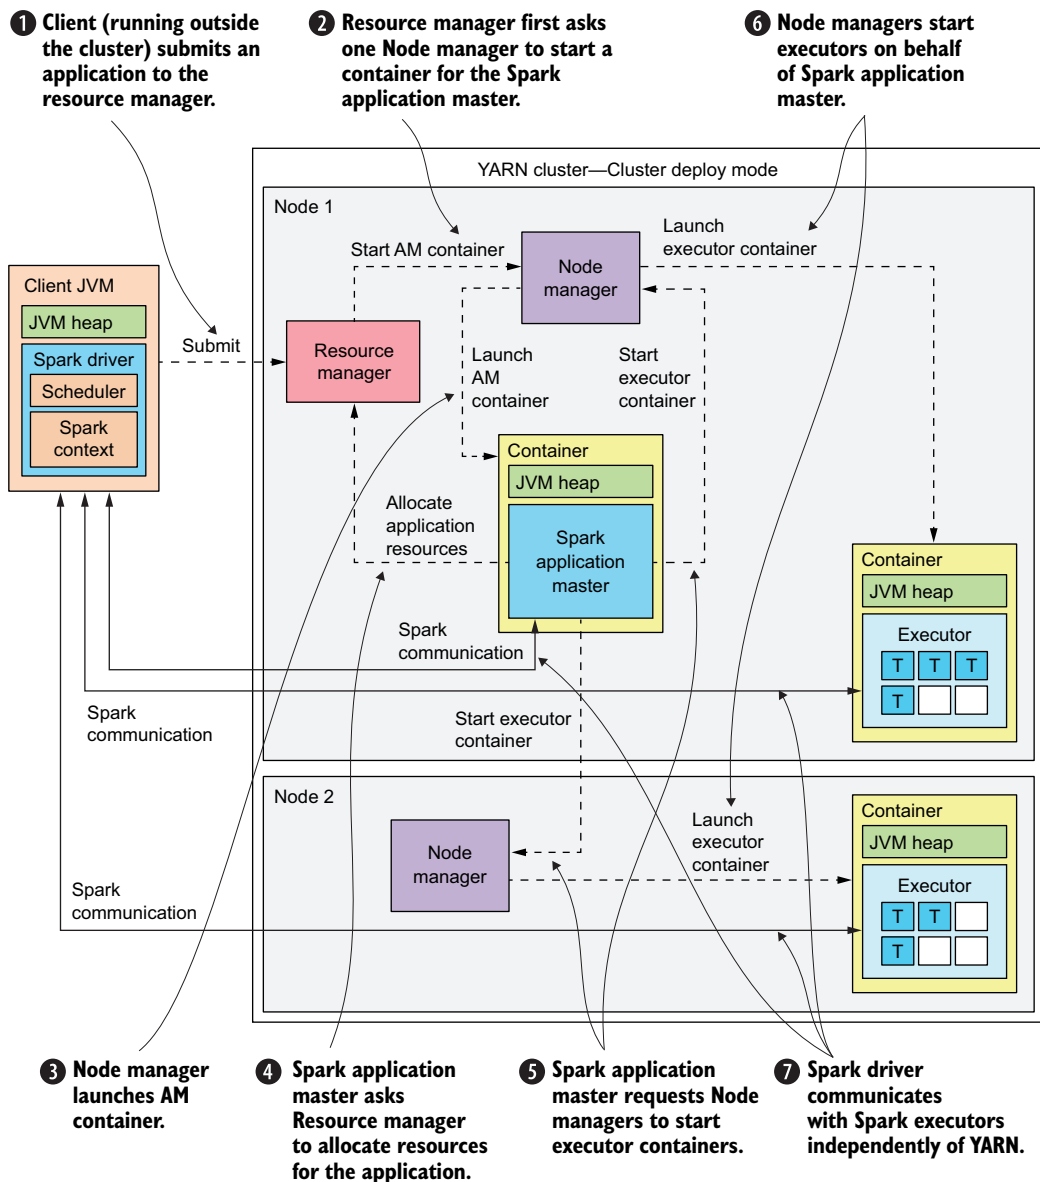 1 Client (running outside
the cluster) submits an
application to the
resource manager.
2 Resource manager first asks
one Node manager to start a
container for the Spark
application master.
6 Node managers start
executors on behalf
of Spark application
master.
YARN cluster—Cluster deploy mode
Node 1
Start AM container
Node
manager
Launch
executor container
Client JVM
JVM heap
Spark driver
Scheduler
Spark
context
Submit
Resource
manager
Launch
AM
container
Start
executor
container
Container
JVM heap
Spark
application
master
Allocate
application
resources
Container
JVM heap
Executor
T T T
T
Spark
communication
Spark
communication
Start executor
container
Node 2
Node
manager
Launch
executor
container
Container
JVM heap
Executor
T T
T
Spark
communication
3 Node manager
launches AM
container.
4 Spark application
master asks
Resource manager
to allocate resources
for the application.
5 Spark application
master requests Node
managers to start
executor containers.
7 Spark driver
communicates
with Spark executors
independently of YARN.